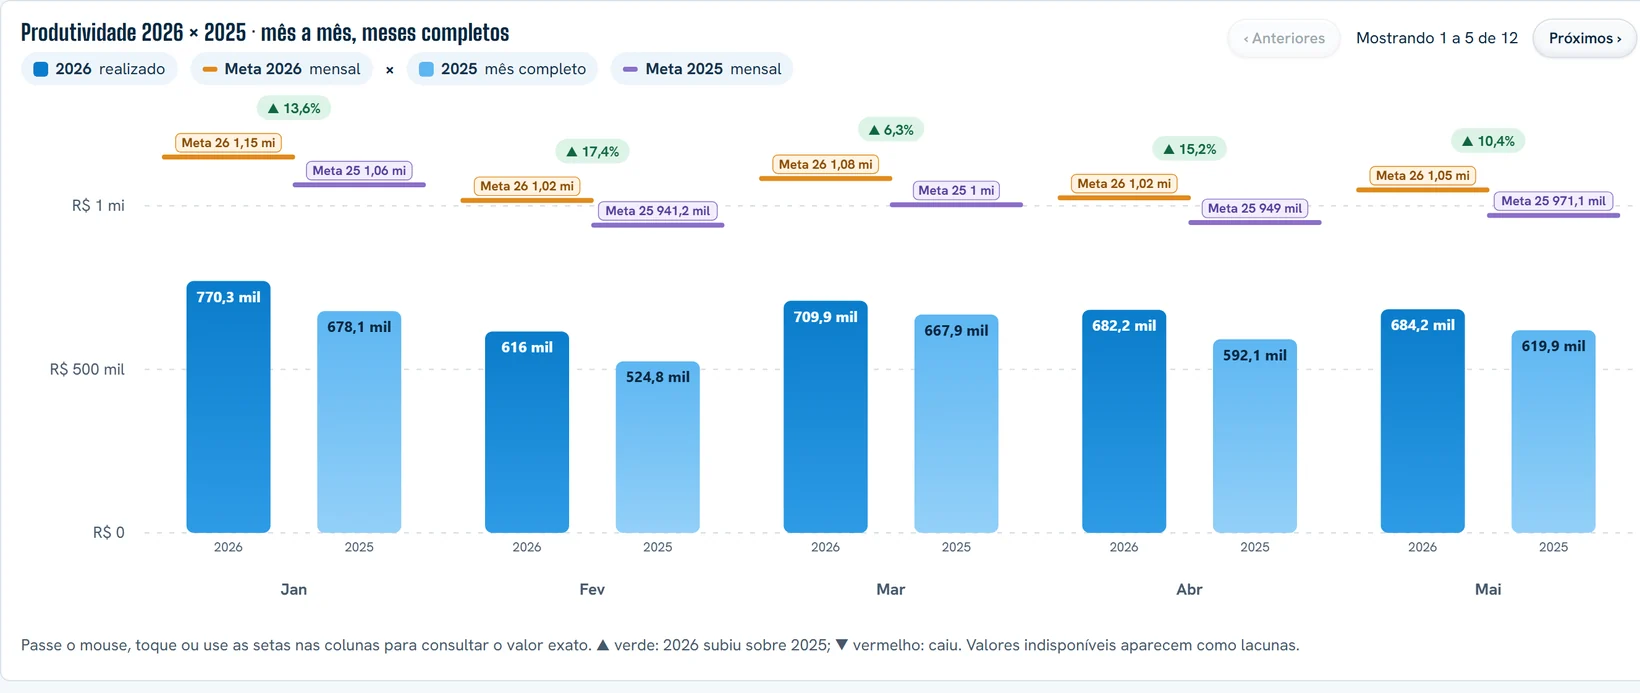 Produtividade 2026 × 2025 · mês a mês, meses completos
‹ Anteriores Mostrando 1 a 5 de 12 Próximos ›
2026 realizado Meta 2026 mensal × 2025 mês completo Meta 2025 mensal
▲ 13,6%
▲ 17,4%
▲ 6,3%
▲ 15,2%
▲ 10,4%
Meta 26 1,15 mi
Meta 25 1,06 mi
Meta 26 1,02 mi
Meta 25 941,2 mil
Meta 26 1,08 mi
Meta 25 1 mi
Meta 26 1,02 mi
Meta 25 949 mil
Meta 26 1,05 mi
Meta 25 971,1 mil
R$ 1 mi
R$ 500 mil
R$ 0
770,3 mil
678,1 mil
616 mil
524,8 mil
709,9 mil
667,9 mil
682,2 mil
592,1 mil
684,2 mil
619,9 mil
2026 2025 2026 2025 2026 2025 2026 2025 2026 2025
Jan Fev Mar Abr Mai
Passe o mouse, toque ou use as setas nas colunas para consultar o valor exato. ▲ verde: 2026 subiu sobre 2025; ▼ vermelho: caiu. Valores indisponíveis aparecem como lacunas.